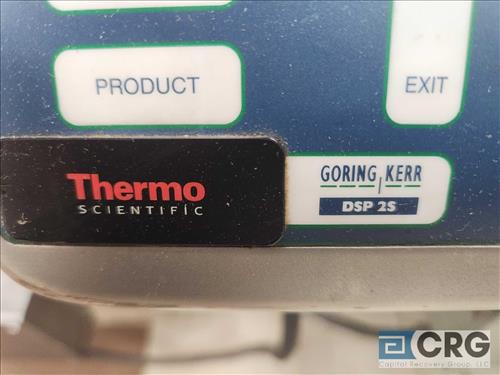 PRODUCT
EXIT
Thermo
SCIENTIFIC
GORING KERR
DSP 2S
CRG
Capital Recovery Group, LLC